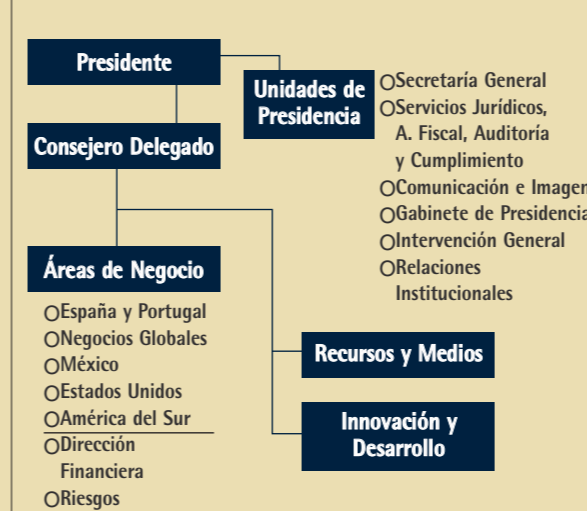 Presidente
Unidades de
Presidencia
Secretaría General
Servicios Jurídicos,
A. Fiscal, Auditoría
y Cumplimiento
Comunicación e Imagen
Gabinete de Presidencia
Intervención General
Relaciones
Institucionales
Consejero Delegado
Áreas de Negocio
España y Portugal
Negocios Globales
México
Estados Unidos
América del Sur
Dirección
Financiera
Riesgos
Recursos y Medios
Innovación y
Desarrollo